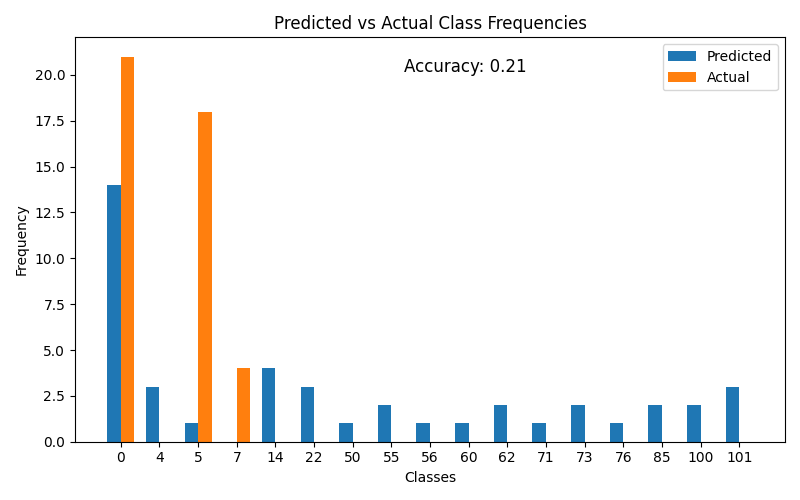 Predicted vs Actual Class Frequencies
Accuracy: 0.21
Predicted
Actual
20.0
17.5
15.0
12.5
10.0
7.5
5.0
2.5
0.0
Frequency
0 4 5 7 14 22 50 55 56 60 62 71 73 76 85 100 101
Classes